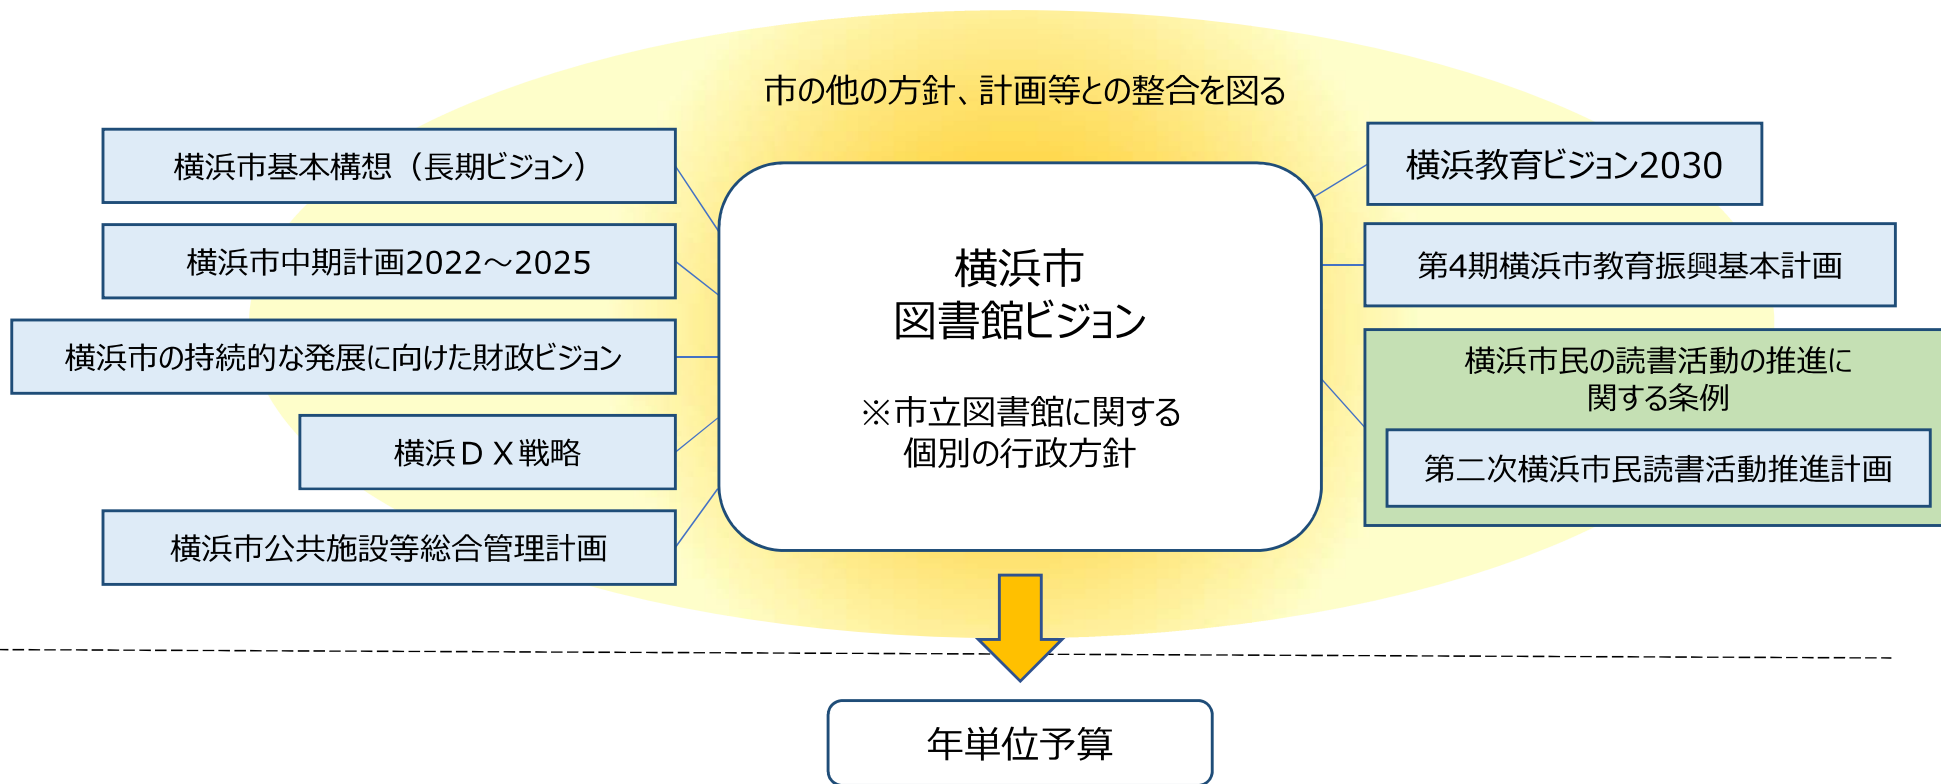 市の他の方針、計画等との整合を図る
横浜市基本構想（長期ビジョン）
横浜市中期計画2022～2025
横浜市の持続的な発展に向けた財政ビジョン
横浜ＤＸ戦略
横浜市公共施設等総合管理計画
横浜市
図書館ビジョン
※市立図書館に関する
個別の行政方針
横浜教育ビジョン2030
第4期横浜市教育振興基本計画
横浜市民の読書活動の推進に
関する条例
第二次横浜市民読書活動推進計画
年単位予算